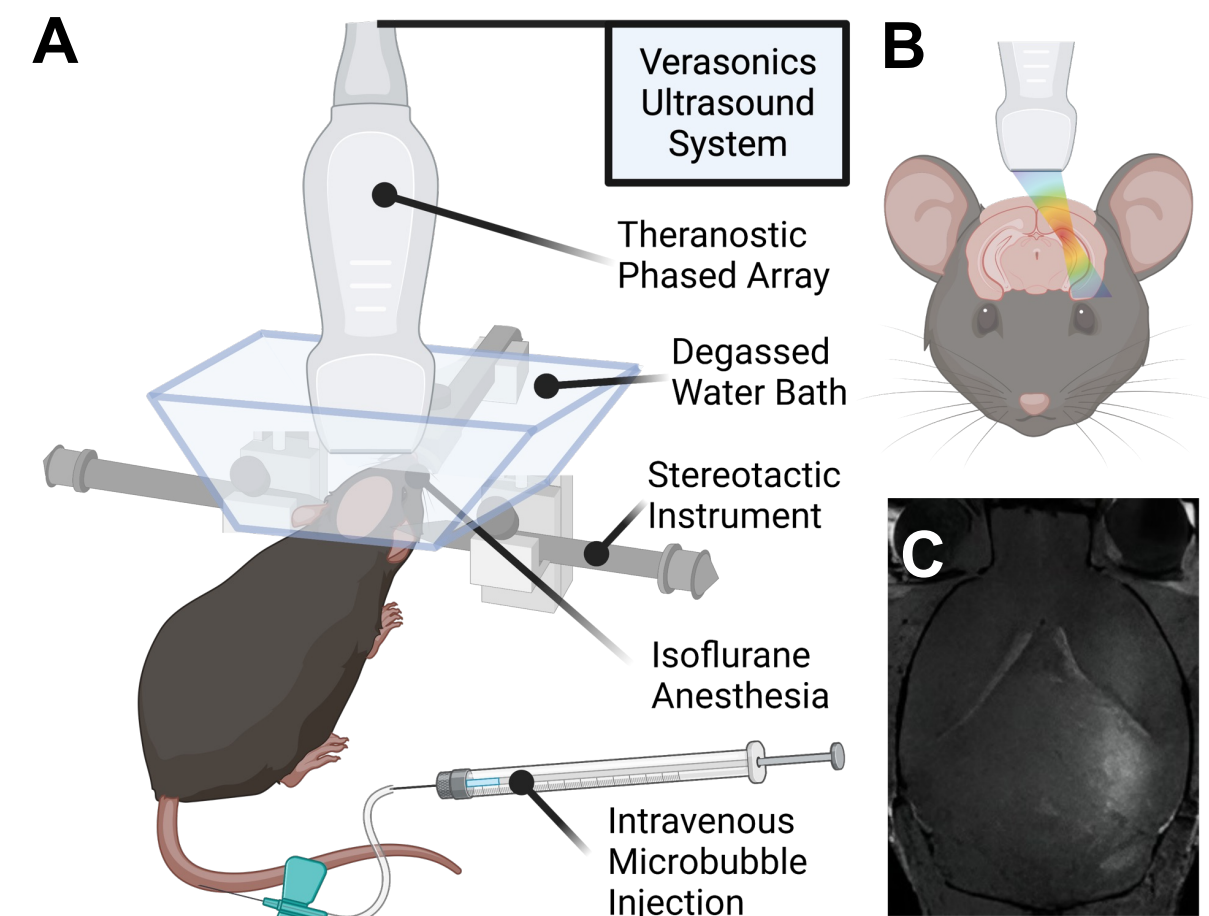 A
Verasonics
Ultrasound
System
Theranostic
Phased Array
Degassed
Water Bath
Stereotactic
Instrument
Isoflurane
Anesthesia
Intravenous
Microbubble
Injection
B
C